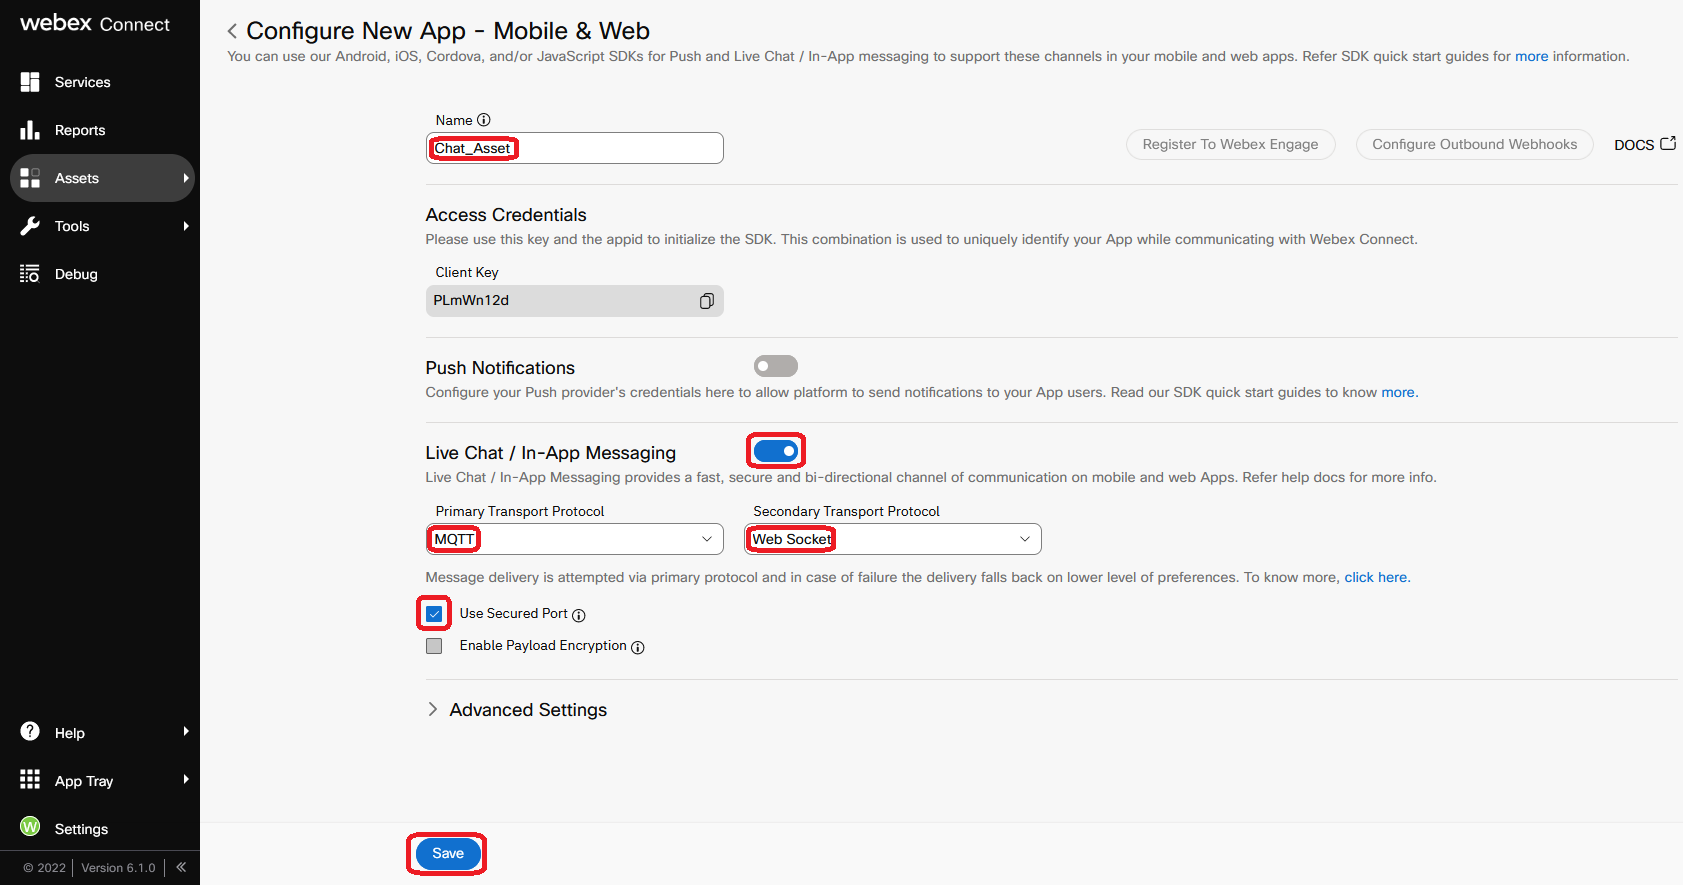 webex Connect
Services
Reports
Assets
Tools
Debug
Help
App Tray
W
Settings
© 2022 | Version 6.1.0
Configure New App - Mobile & Web
You can use our Android, iOS, Cordova, and/or JavaScript SDKs for Push and Live Chat / In-App messaging to support these channels in your mobile and web apps. Refer SDK quick start guides for more information.
Name
Chat_Asset
Register To Webex Engage
Configure Outbound Webhooks
DOCS
Access Credentials
Please use this key and the appid to initialize the SDK. This combination is used to uniquely identify your App while communicating with Webex Connect.
Client Key
PLmWn12d
Push Notifications
Configure your Push provider's credentials here to allow platform to send notifications to your App users. Read our SDK quick start guides to know more.
Live Chat / In-App Messaging
Live Chat / In-App Messaging provides a fast, secure and bi-directional channel of communication on mobile and web Apps. Refer help docs for more info.
Primary Transport Protocol
Secondary Transport Protocol
MQTT
Web Socket
Message delivery is attempted via primary protocol and in case of failure the delivery falls back on lower level of preferences. To know more, click here.
Use Secured Port
Enable Payload Encryption
Advanced Settings
Save